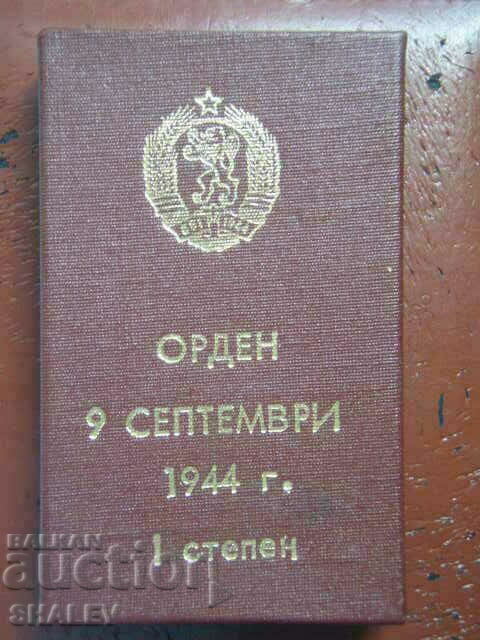 ОРДЕН
9 СЕПТЕМВРИ
1944 г.
I степен
BALKAN
auction
SHALEY